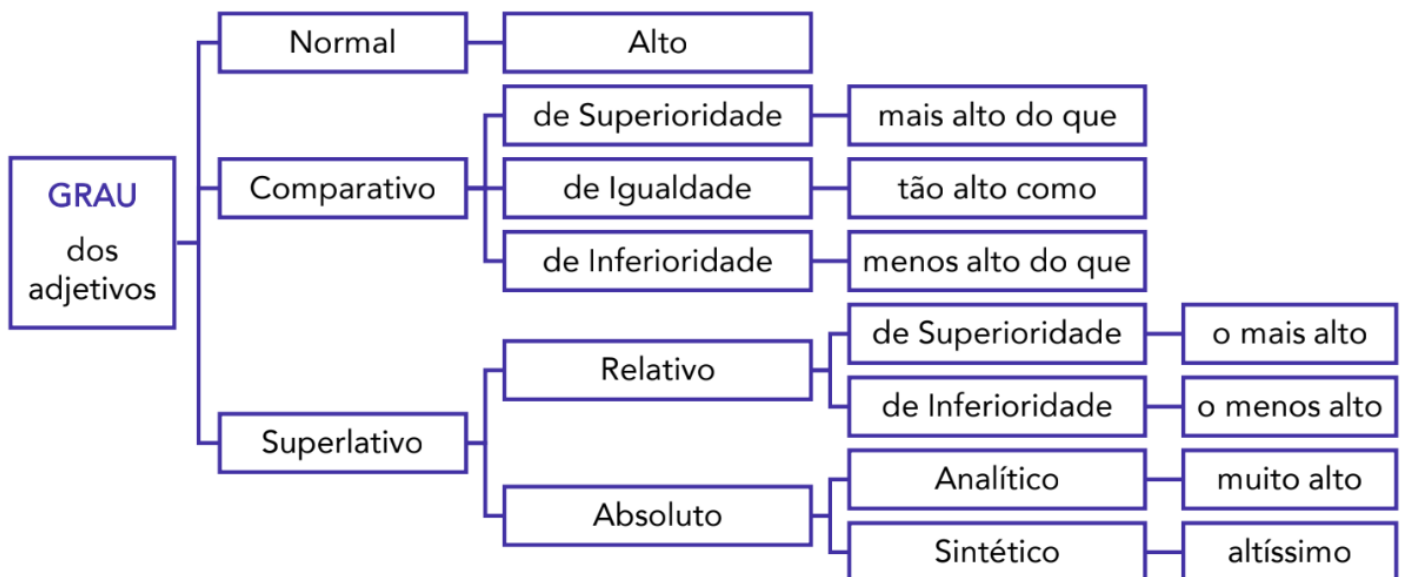 GRAU
dos
adjetivos
Normal
Alto
Comparativo
de Superioridade
mais alto do que
de Igualdade
tão alto como
de Inferioridade
menos alto do que
Superlativo
Relativo
de Superioridade
o mais alto
de Inferioridade
o menos alto
Absoluto
Analítico
muito alto
Sintético
altíssimo